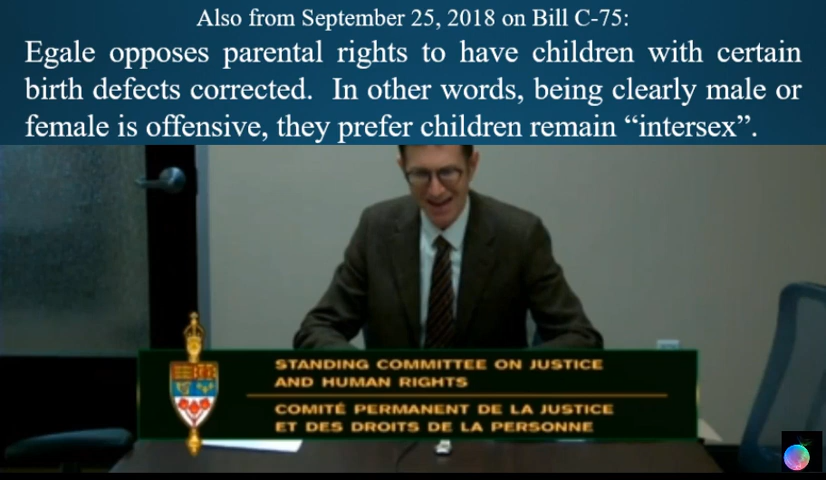 Also from September 25, 2018 on Bill C-75:
Egale opposes parental rights to have children with certain
birth defects corrected.  In other words, being clearly male or
female is offensive, they prefer children remain “intersex”.
STANDING COMMITTEE ON JUSTICE
AND HUMAN RIGHTS
COMITÉ PERMANENT DE LA JUSTICE
ET DES DROITS DE LA PERSONNE